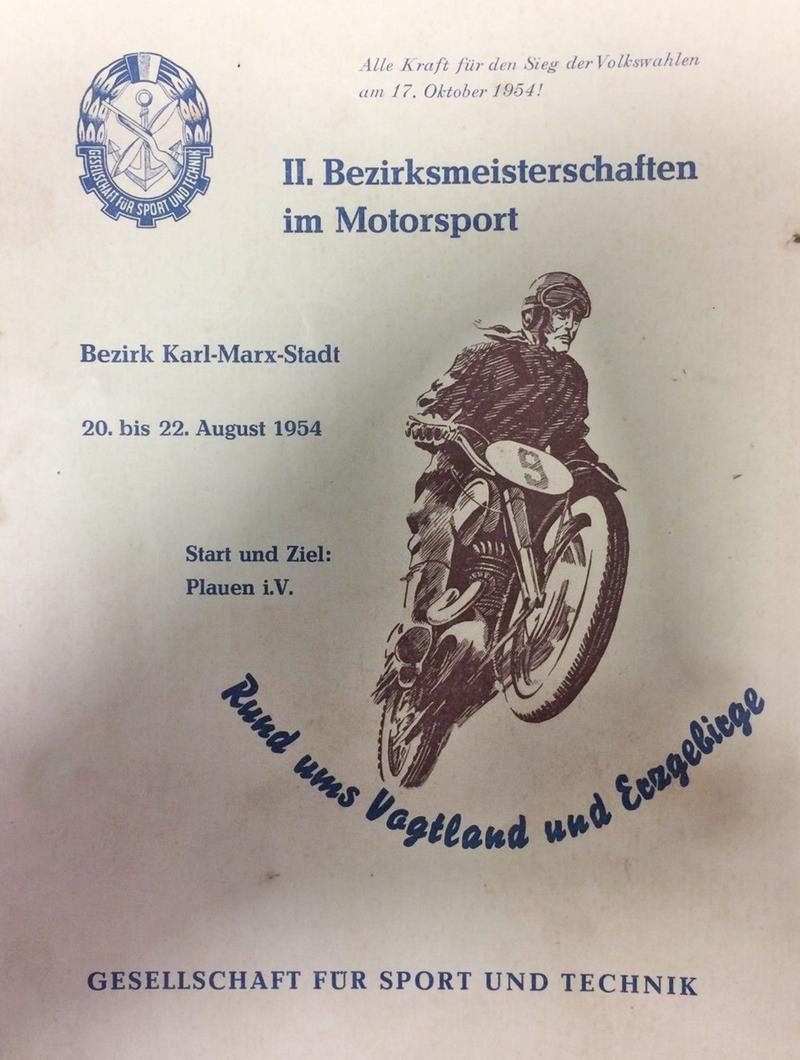 Alle Kraft für den Sieg der Volkswahlen
am 17. Oktober 1954!
GESELLSCHAFT FÜR SPORT UND TECHNIK
II. Bezirksmeisterschaften
im Motorsport
Bezirk Karl-Marx-Stadt
20. bis 22. August 1954
9
Start und Ziel:
Plauen i.V.
Rund ums Vogtland und Erzgebirge
GESELLSCHAFT FÜR SPORT UND TECHNIK